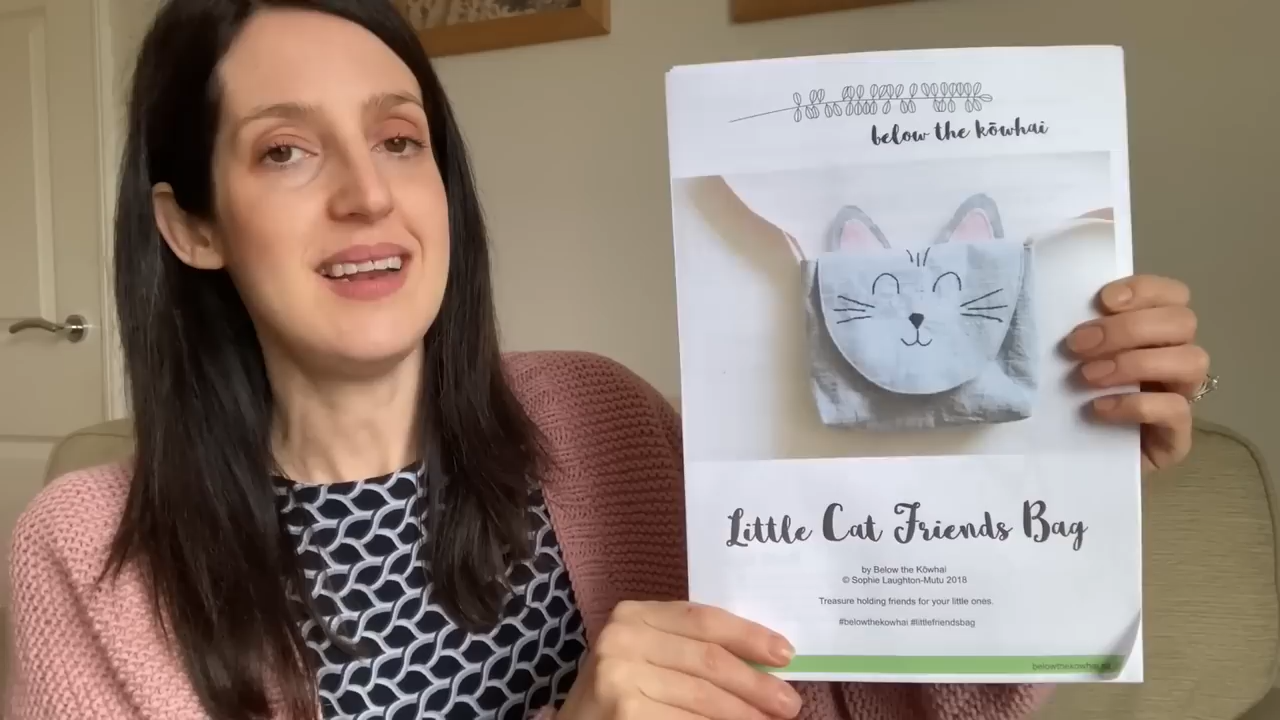 below the kōwhai
Little Cat Friends Bag
by Below the Kōwhai
© Sophie Laughton-Mutu 2018
Treasure holding friends for your little ones.
#belowthekowhai #littlefriendsbag